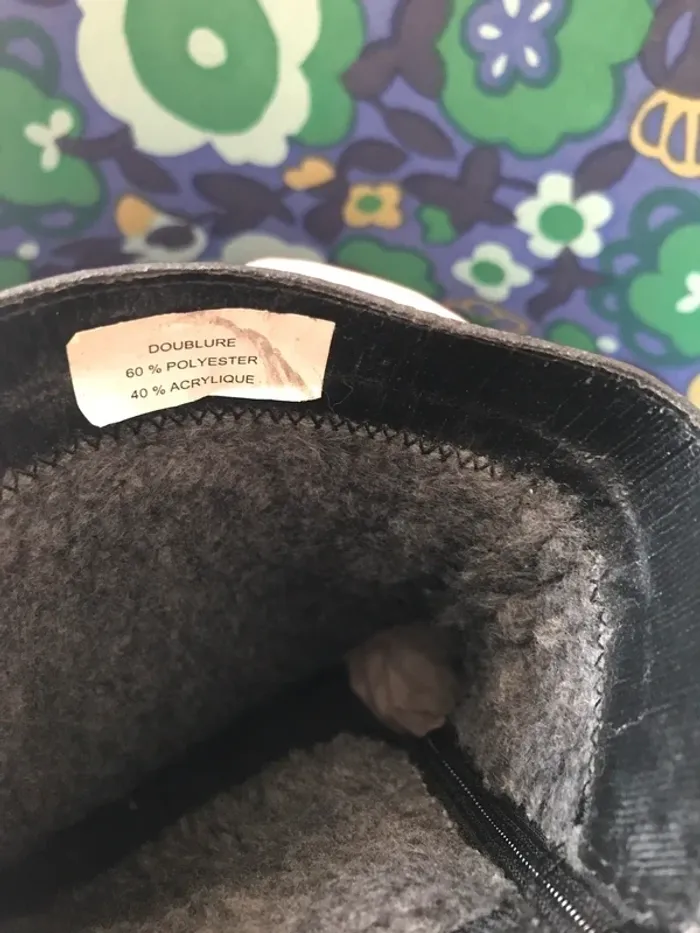 DOUBLURE
60 % POLYESTER
40 % ACRYLIQUE